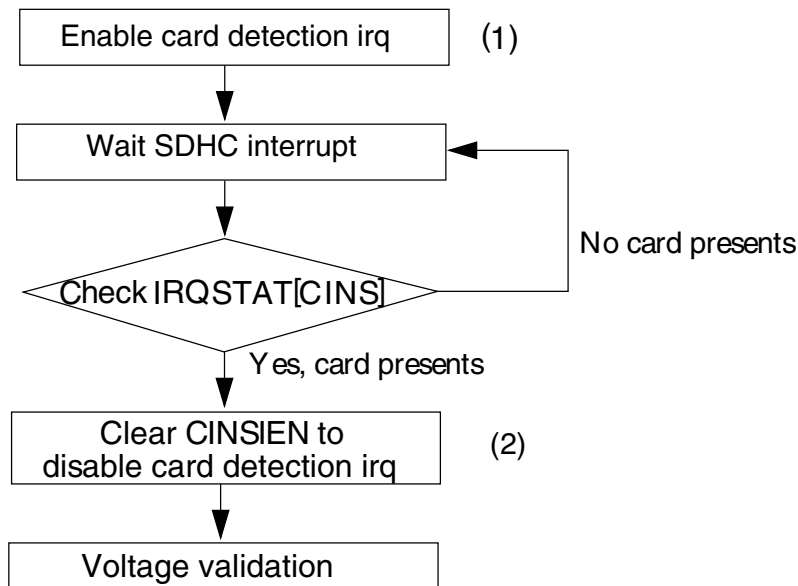 Enable card detection irq
(1)
Wait SDHC interrupt
No card presents
Check IRQSTAT[CINS]
Yes, card presents
Clear CINSIEN to
disable card detection irq
(2)
Voltage validation